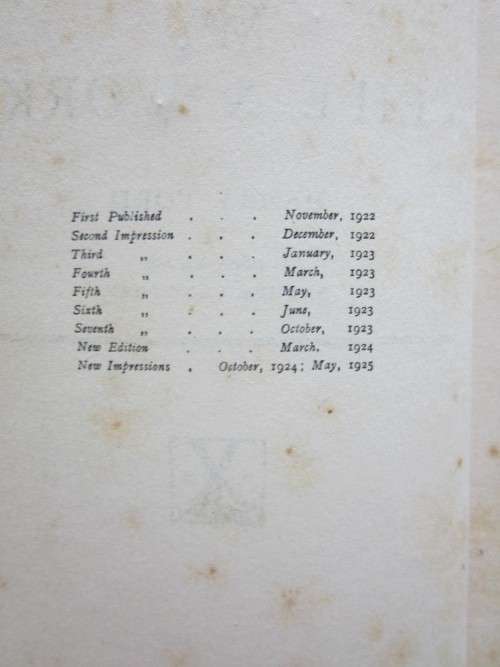 First Published . . . November, 1922
Second Impression . . . December, 1922
Third „ . . . January, 1923
Fourth „ . . . March, 1923
Fifth „ . . . May, 1923
Sixth „ . . . June, 1923
Seventh „ . . . October, 1923
New Edition . . . March, 1924
New Impressions . October, 1924; May, 1925